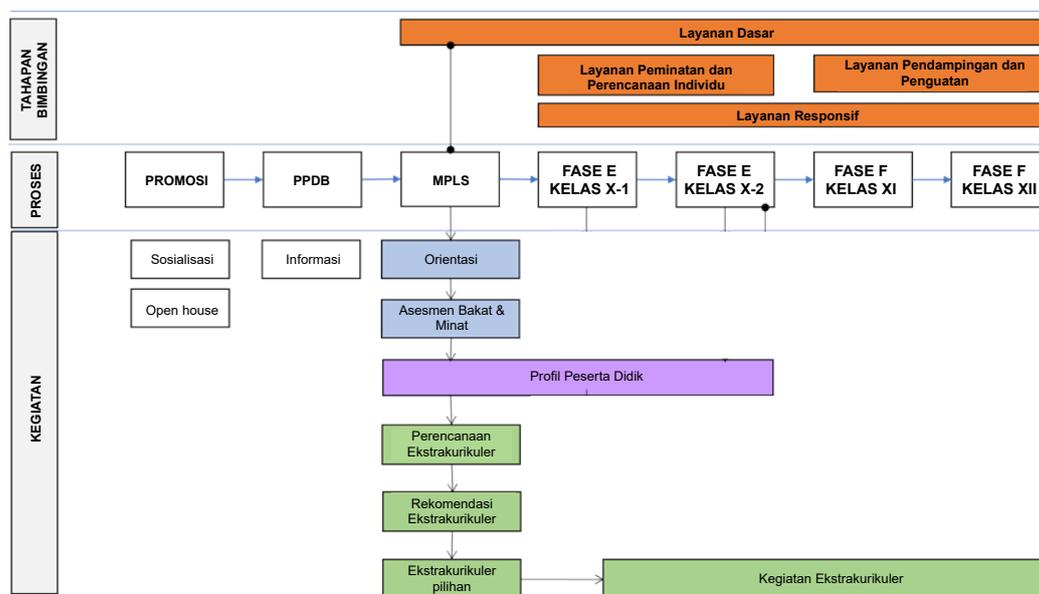 TAHAPAN
BIMBINGAN
Layanan Dasar
Layanan Peminatan dan
Perencanaan Individu
Layanan Pendampingan dan
Penguatan
Layanan Responsif
PROSES
PROMOSI
PPDB
MPLS
FASE E
KELAS X-1
FASE E
KELAS X-2
FASE F
KELAS XI
FASE F
KELAS XII
KEGIATAN
Sosialisasi
Informasi
Orientasi
Open house
Asesmen Bakat &
Minat
Profil Peserta Didik
Perencanaan
Ekstrakurikuler
Rekomendasi
Ekstrakurikuler
Ekstrakurikuler
pilihan
Kegiatan Ekstrakurikuler